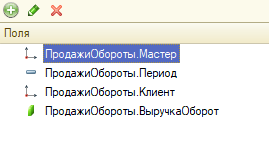 Поля
ПродажиОбороты.Мастер
ПродажиОбороты.Период
ПродажиОбороты.Клиент
ПродажиОбороты.ВыручкаОборот